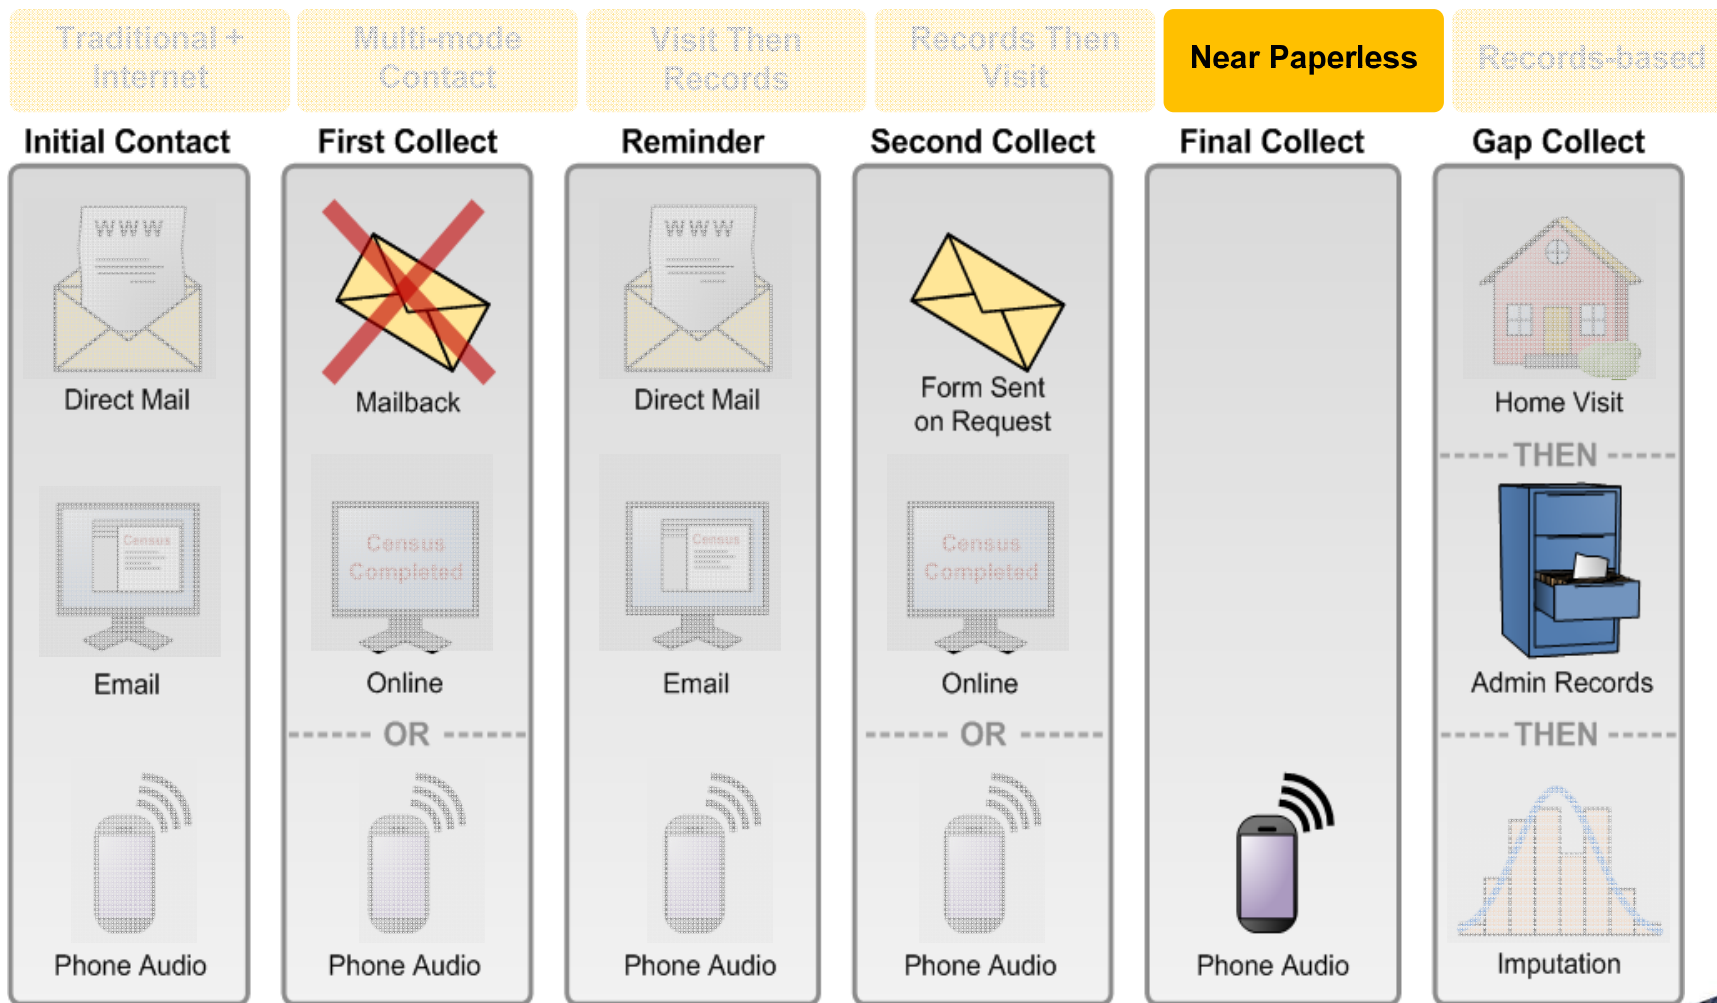 Traditional +
Internet
Multi-mode
Contact
Visit Then
Records
Records Then
Visit
Near Paperless
Records-based
Initial Contact
First Collect
Reminder
Second Collect
Final Collect
Gap Collect
WWW
Direct Mail
Email
Census
Phone Audio
Mailback
Census
Completed
Online
OR
Phone Audio
WWW
Direct Mail
Census
Email
Phone Audio
Form Sent
on Request
Census
Completed
Online
OR
Phone Audio
Phone Audio
Home Visit
THEN
Admin Records
THEN
Imputation